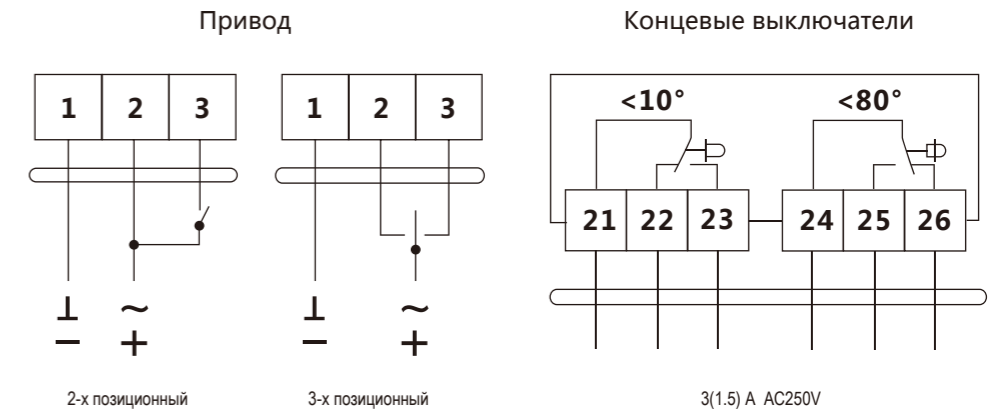 Привод
Концевые выключатели
1 2 3
1 2 3
<10°
<80°
21 22 23
24 25 26
⊥ ~
− +
⊥ ~
− +
2-х позиционный
3-х позиционный
3(1.5) A AC250V